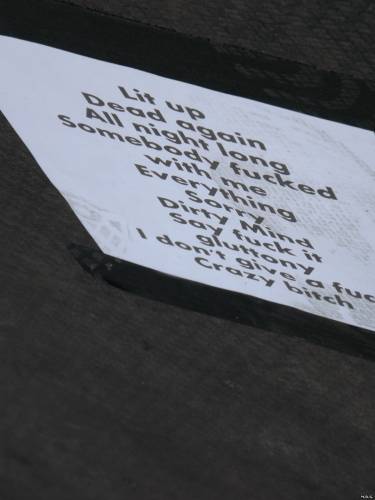 Lit up
Dead again
All night long
Somebody fucked
with me
Everything
Sorry
Dirty Mind
Say fuck it
gluttony
I don't give a fuc
Crazy bitch